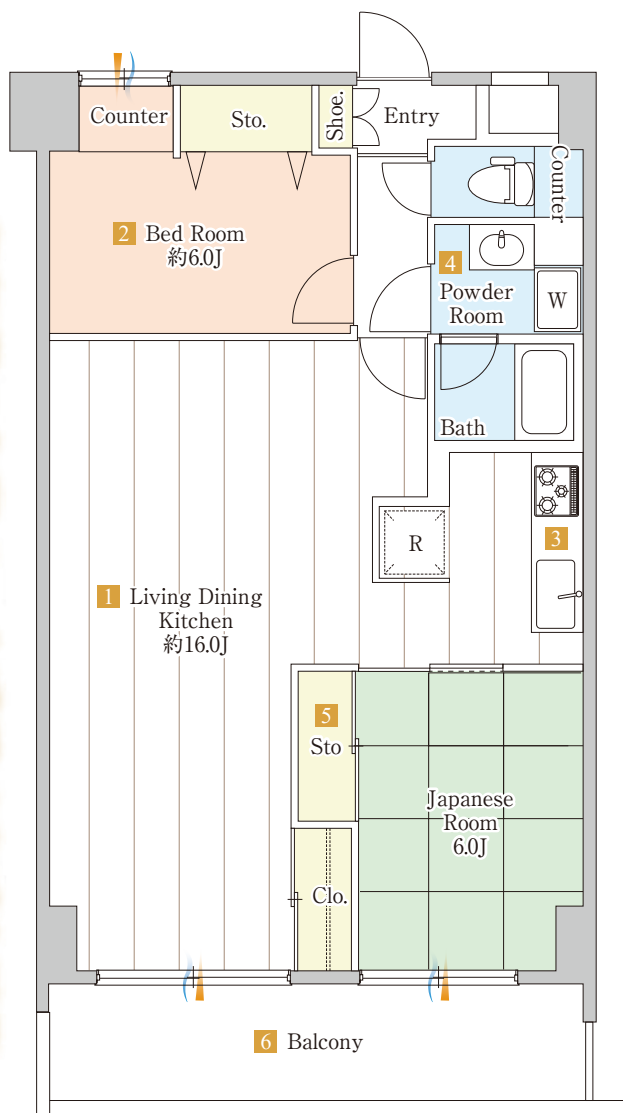 Counter
Sto.
Shoe.
Entry
Counter
2 Bed Room
約6.0J
4
Powder
Room
W
Bath
R
3
1 Living Dining
Kitchen
約16.0J
5
Sto
Japanese
Room
6.0J
Clo.
6 Balcony